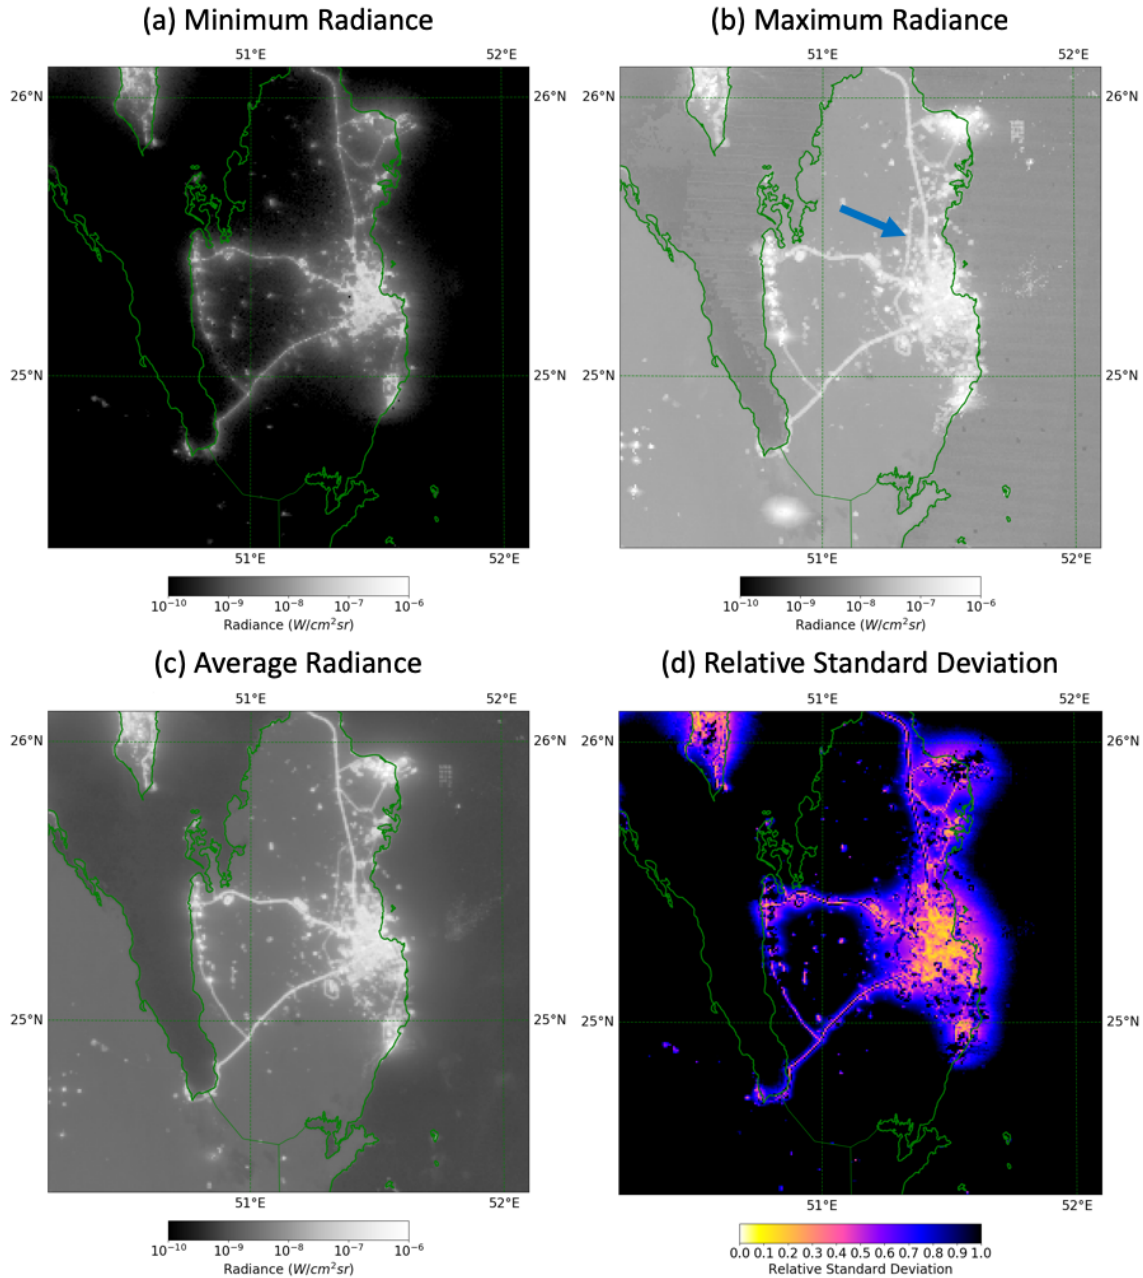 (a) Minimum Radiance
(b) Maximum Radiance
51°E
52°E
51°E
52°E
26°N
26°N
26°N
25°N
25°N
25°N
51°E
52°E
51°E
52°E
10⁻¹⁰ 10⁻⁹ 10⁻⁸ 10⁻⁷ 10⁻⁶
Radiance (W/cm²sr)
10⁻¹⁰ 10⁻⁹ 10⁻⁸ 10⁻⁷ 10⁻⁶
Radiance (W/cm²sr)
(c) Average Radiance
(d) Relative Standard Deviation
51°E
52°E
51°E
52°E
26°N
26°N
26°N
25°N
25°N
25°N
51°E
52°E
51°E
52°E
10⁻¹⁰ 10⁻⁹ 10⁻⁸ 10⁻⁷ 10⁻⁶
Radiance (W/cm²sr)
0.0 0.1 0.2 0.3 0.4 0.5 0.6 0.7 0.8 0.9 1.0
Relative Standard Deviation